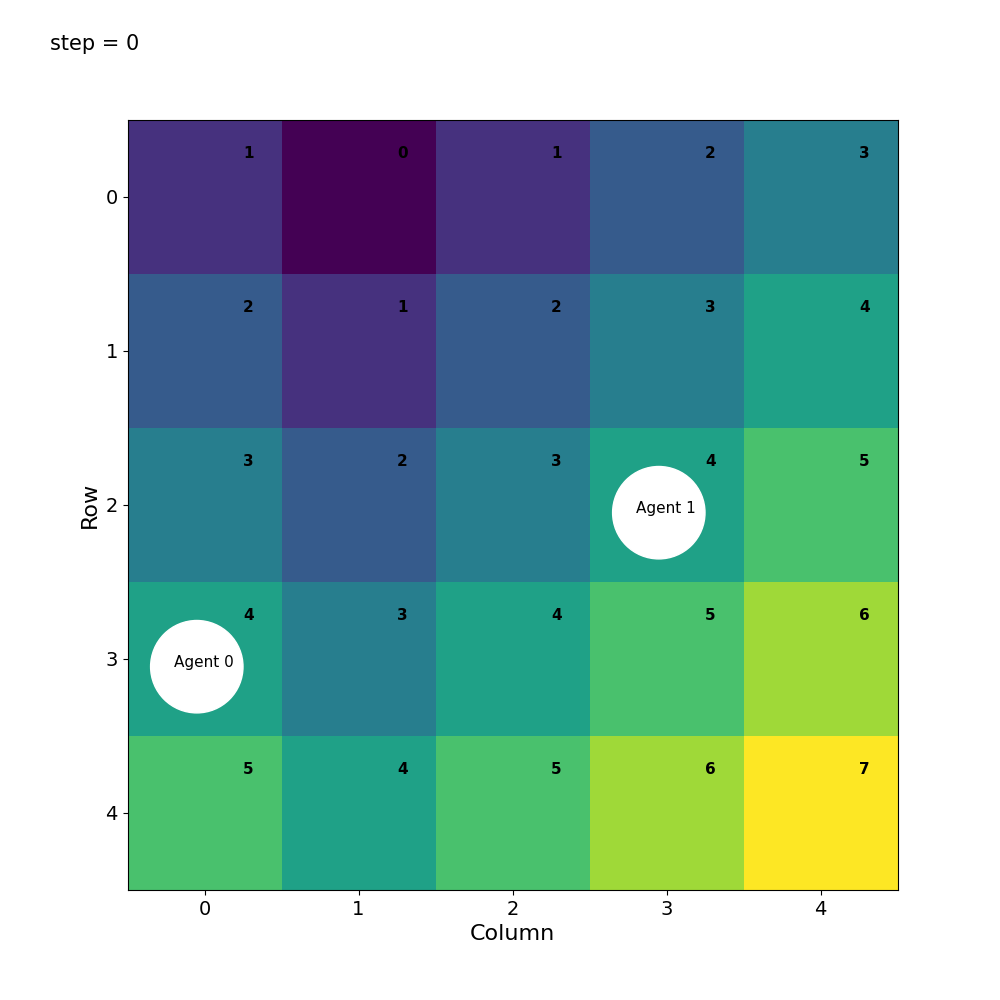 step = 0
1 0 1 2 3
0
2 1 2 3 4
1
3 2 3 4 5
Row
2
Agent 1
4 3 4 5 6
3
Agent 0
5 4 5 6 7
4
0 1 2 3 4
Column